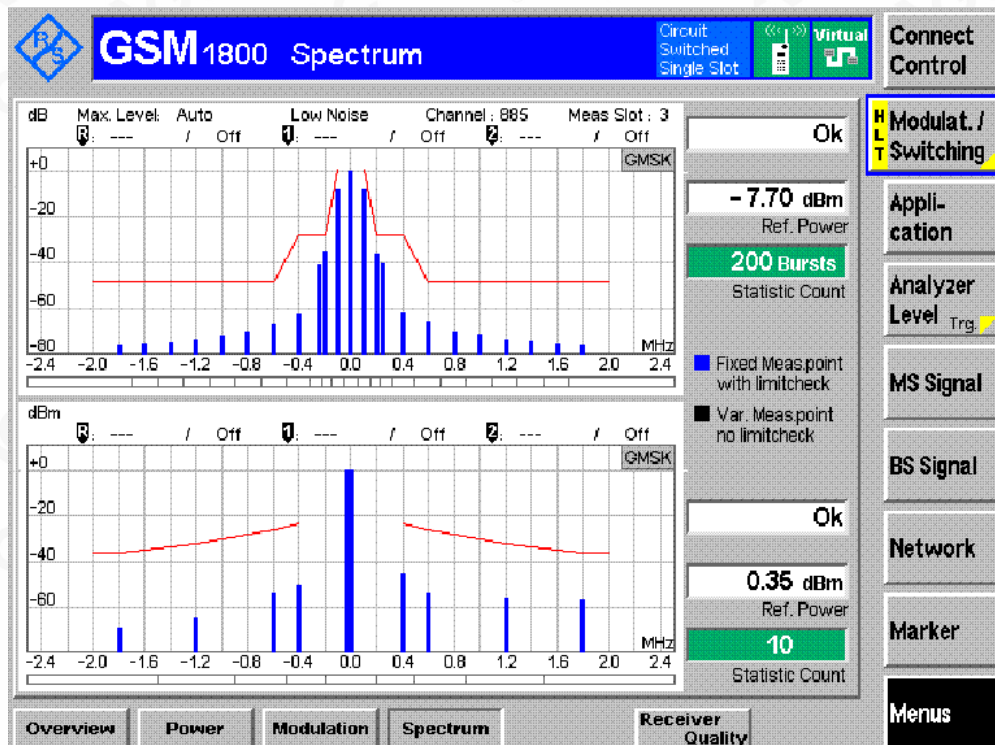 R S
GSM 1800 Spectrum
Circuit Switched Single Slot
Virtual
Connect Control
dB Max. Level: Auto Low Noise Channel : 885 Meas Slot : 3
R : --- / Off 1 : --- / Off 2 : --- / Off
GMSK
+0
-20
-40
-60
-80
MHz
-2.4 -2.0 -1.6 -1.2 -0.8 -0.4 0.0 0.4 0.8 1.2 1.6 2.0 2.4
Ok
-7.70 dBm
Ref. Power
200 Bursts
Statistic Count
Fixed Meas.point with limitcheck
Var. Meas.point no limitcheck
dBm
R : --- / Off 1 : --- / Off 2 : --- / Off
GMSK
+0
-20
-40
-60
MHz
-2.4 -2.0 -1.6 -1.2 -0.8 -0.4 0.0 0.4 0.8 1.2 1.6 2.0 2.4
Ok
0.35 dBm
Ref. Power
10
Statistic Count
HLT Modulat. / Switching
Appli-
cation
Analyzer Level Trg.
MS Signal
BS Signal
Network
Marker
Menus
Overview Power Modulation Spectrum Receiver Quality